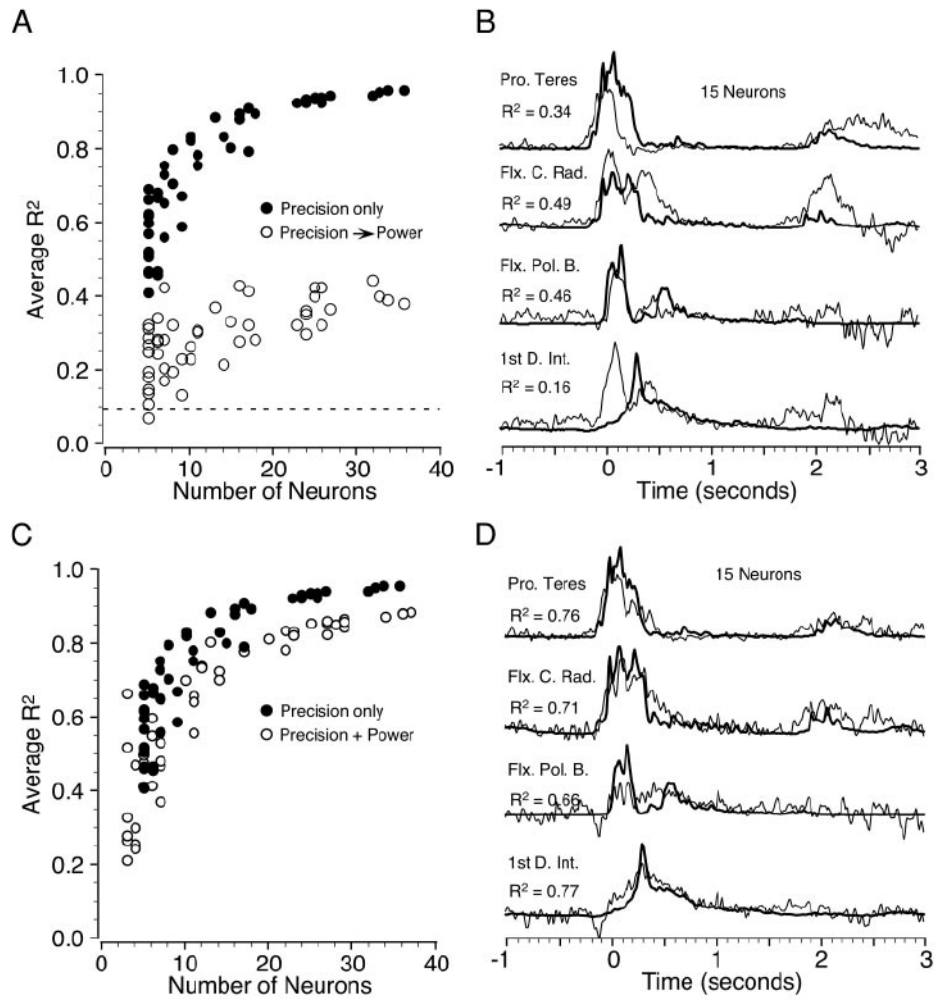 A
1.0
0.8
0.6
0.4
0.2
0.0
Average R²
Precision only
Precision → Power
0 10 20 30 40
Number of Neurons
B
15 Neurons
Pro. Teres
R² = 0.34
Flx. C. Rad.
R² = 0.49
Flx. Pol. B.
R² = 0.46
1st D. Int.
R² = 0.16
-1 0 1 2 3
Time (seconds)
C
1.0
0.8
0.6
0.4
0.2
0.0
Average R²
Precision only
Precision + Power
0 10 20 30 40
Number of Neurons
D
15 Neurons
Pro. Teres
R² = 0.76
Flx. C. Rad.
R² = 0.71
Flx. Pol. B.
R² = 0.66
1st D. Int.
R² = 0.77
-1 0 1 2 3
Time (seconds)